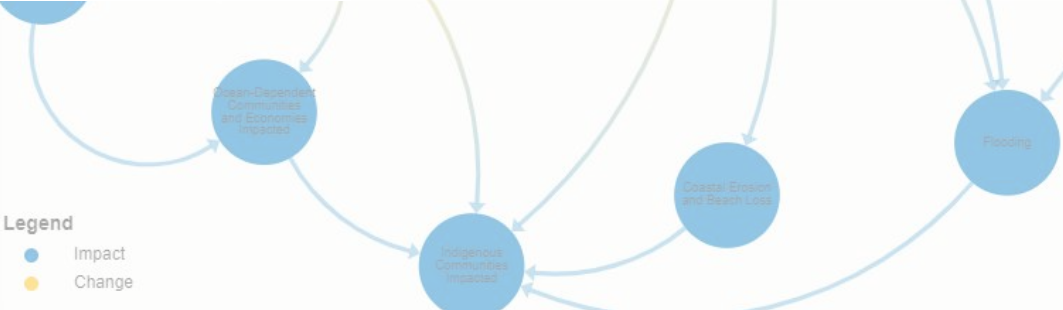 Ocean-Dependent
Communities
and Economies
Impacted
Flooding
Coastal Erosion
and Beach Loss
Legend
Impact
Change
Indigenous
Communities
Impacted